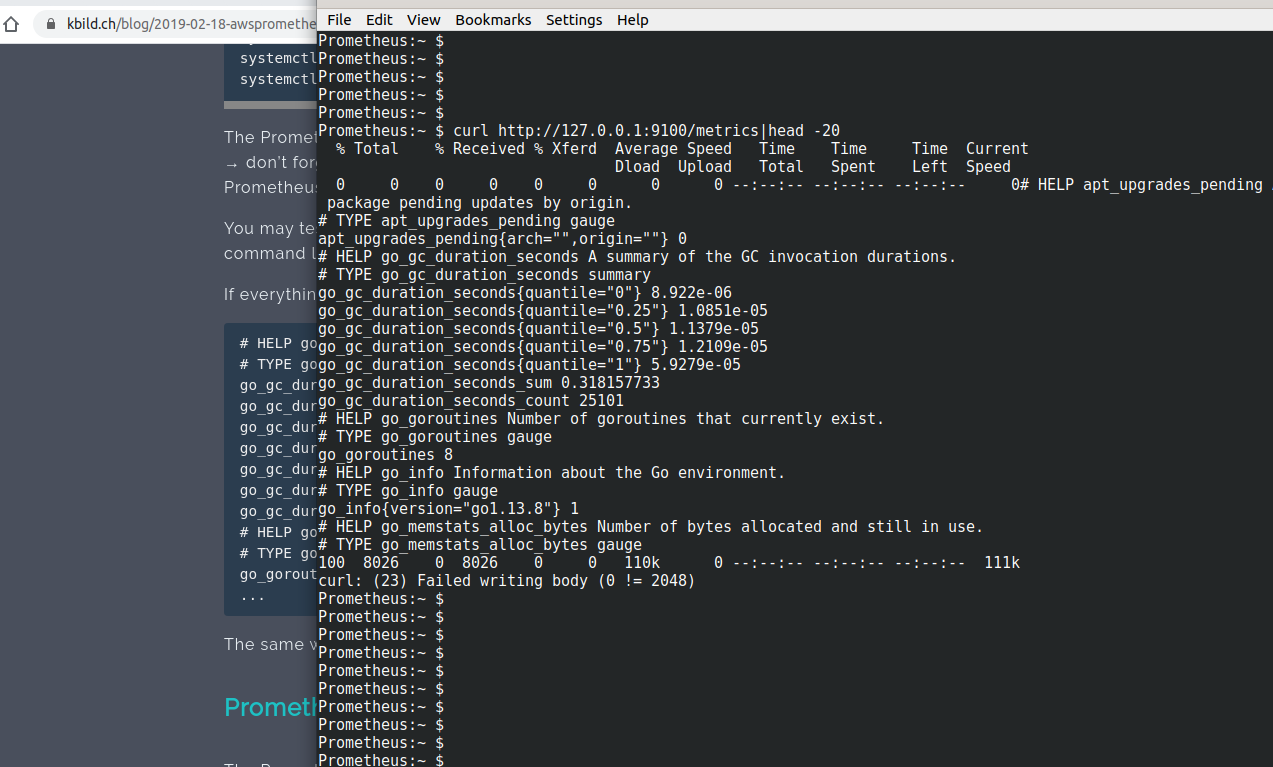 kbild.ch/blog/2019-02-18-awspromethe
systemctl
systemctl
The Promet
→ don't for
Prometheus
You may te
command l
If everythin
# HELP go
# TYPE go
go_gc_dur
go_gc_dur
go_gc_dur
go_gc_dur
go_gc_dur
go_gc_dur
go_gc_dur
# HELP go
# TYPE go
go_gorout
...
The same v
Prometh
File Edit View Bookmarks Settings Help
Prometheus:~ $
Prometheus:~ $
Prometheus:~ $
Prometheus:~ $
Prometheus:~ $
Prometheus:~ $ curl http://127.0.0.1:9100/metrics|head -20
% Total % Received % Xferd Average Speed Time Time Time Current
Dload Upload Total Spent Left Speed
0 0 0 0 0 0 0 0 --:--:-- --:--:-- --:--:-- 0# HELP apt_upgrades_pending
package pending updates by origin.
# TYPE apt_upgrades_pending gauge
apt_upgrades_pending{arch="",origin=""} 0
# HELP go_gc_duration_seconds A summary of the GC invocation durations.
# TYPE go_gc_duration_seconds summary
go_gc_duration_seconds{quantile="0"} 8.922e-06
go_gc_duration_seconds{quantile="0.25"} 1.0851e-05
go_gc_duration_seconds{quantile="0.5"} 1.1379e-05
go_gc_duration_seconds{quantile="0.75"} 1.2109e-05
go_gc_duration_seconds{quantile="1"} 5.9279e-05
go_gc_duration_seconds_sum 0.318157733
go_gc_duration_seconds_count 25101
# HELP go_goroutines Number of goroutines that currently exist.
# TYPE go_goroutines gauge
go_goroutines 8
# HELP go_info Information about the Go environment.
# TYPE go_info gauge
go_info{version="go1.13.8"} 1
# HELP go_memstats_alloc_bytes Number of bytes allocated and still in use.
# TYPE go_memstats_alloc_bytes gauge
100 8026 0 8026 0 0 110k 0 --:--:-- --:--:-- --:--:-- 111k
curl: (23) Failed writing body (0 != 2048)
Prometheus:~ $
Prometheus:~ $
Prometheus:~ $
Prometheus:~ $
Prometheus:~ $
Prometheus:~ $
Prometheus:~ $
Prometheus:~ $
Prometheus:~ $
Prometheus:~ $